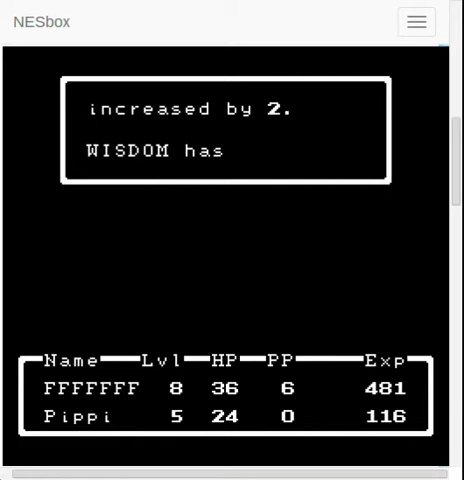 NESbox
increased by 2.
WISDOM has
Name Lvl HP PP Exp
FFFFFFF 8 36 6 481
Pippi 5 24 0 116